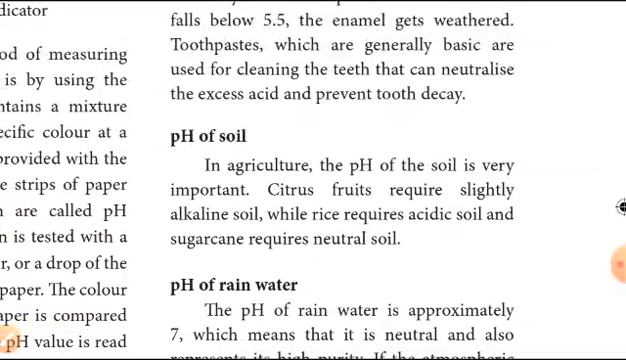 dicator
od of measuring
is by using the
ntains a mixture
ecific colour at a
provided with the
e strips of paper
are called pH
n is tested with a
r, or a drop of the
paper. The colour
aper is compared
pH value is read
falls below 5.5, the enamel gets weathered.
Toothpastes, which are generally basic are
used for cleaning the teeth that can neutralise
the excess acid and prevent tooth decay.
pH of soil
In agriculture, the pH of the soil is very
important. Citrus fruits require slightly
alkaline soil, while rice requires acidic soil and
sugarcane requires neutral soil.
pH of rain water
The pH of rain water is approximately
7, which means that it is neutral and also
represents its high purity. If the atmospheric